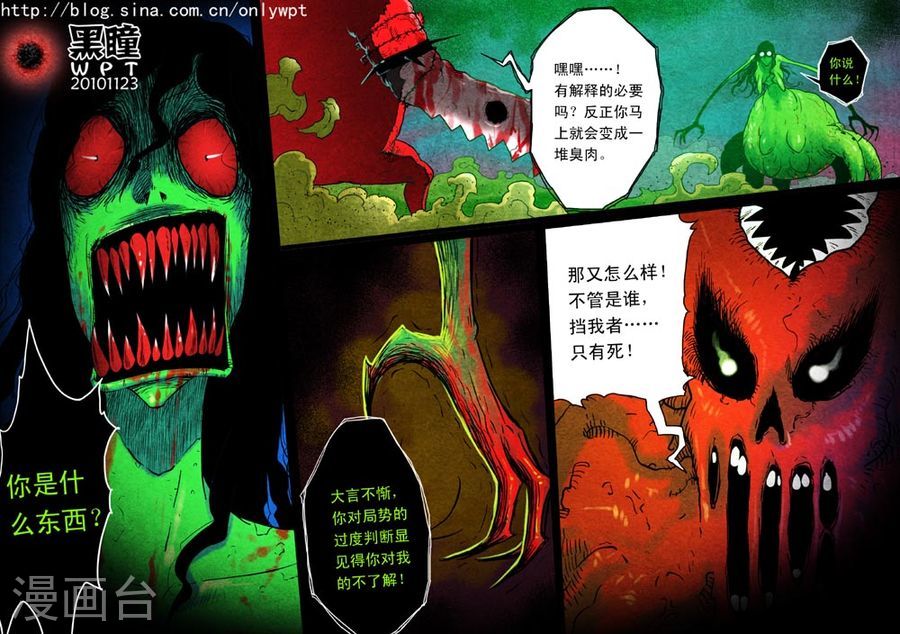 http://blog.sina.com.cn/onlywpt
黑瞳
WPT
20101123
你是什
么东西？
嘿嘿……！
有解释的必要
吗？反正你马
上就会变成一
堆臭肉。
你说
什么！
大言不惭，
你对局势的
过度判断显
见得你对我
的不了解！
那又怎么样！
不管是谁，
挡我者……
只有死！
漫画台